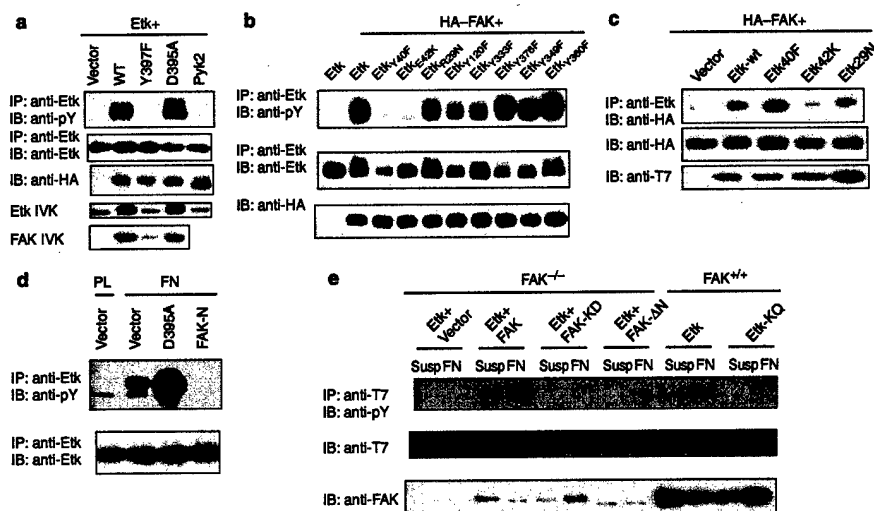 a
Etk+
Vector
WT
Y397F
D395A
Pyk2
IP: anti-Etk
IB: anti-pY
IP: anti-Etk
IB: anti-Etk
IB: anti-HA
Etk IVK
FAK IVK
b
HA–FAK+
Etk
Etk
EtkY40F
EtkE42K
EtkR29N
EtkY120F
EtkY333F
EtkY376F
EtkY349F
EtkY360F
IP: anti-Etk
IB: anti-pY
IP: anti-Etk
IB: anti-Etk
IB: anti-HA
c
HA–FAK+
Vector
Etk-wt
Etk40F
Etk42K
Etk29N
IP: anti-Etk
IB: anti-HA
IB: anti-HA
IB: anti-T7
d
PL
FN
Vector
Vector
D395A
FAK-N
IP: anti-Etk
IB: anti-pY
IP: anti-Etk
IB: anti-Etk
e
FAK–/–
FAK+/+
Etk+
Vector
Etk+
FAK
Etk+
FAK-KD
Etk+
FAK-ΔN
Etk
Etk-KQ
Susp FN Susp FN Susp FN Susp FN Susp FN Susp FN
IP: anti-T7
IB: anti-pY
IB: anti-T7
IB: anti-FAK